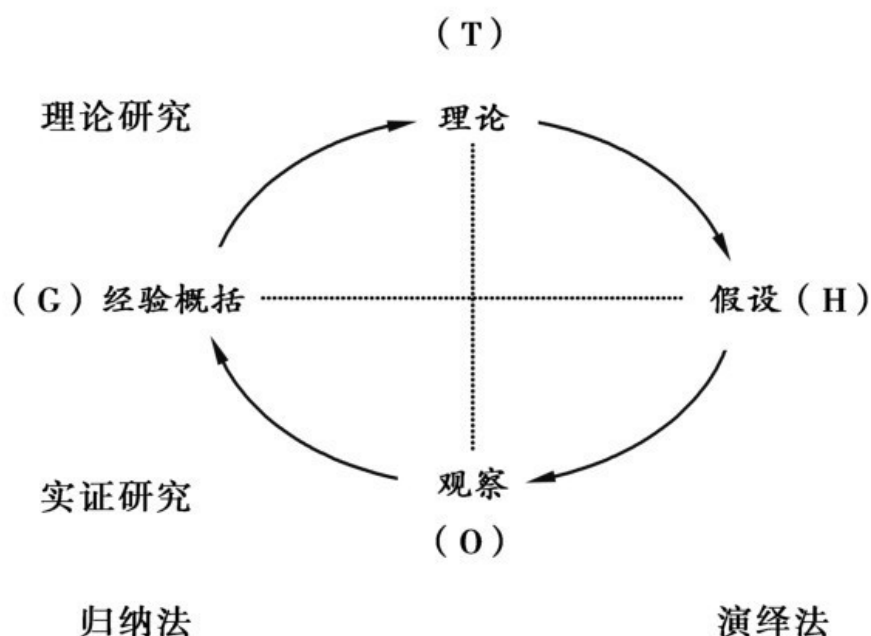 （T）
理论研究
理论
（G）经验概括
假设（H）
观察
实证研究
（O）
归纳法
演绎法